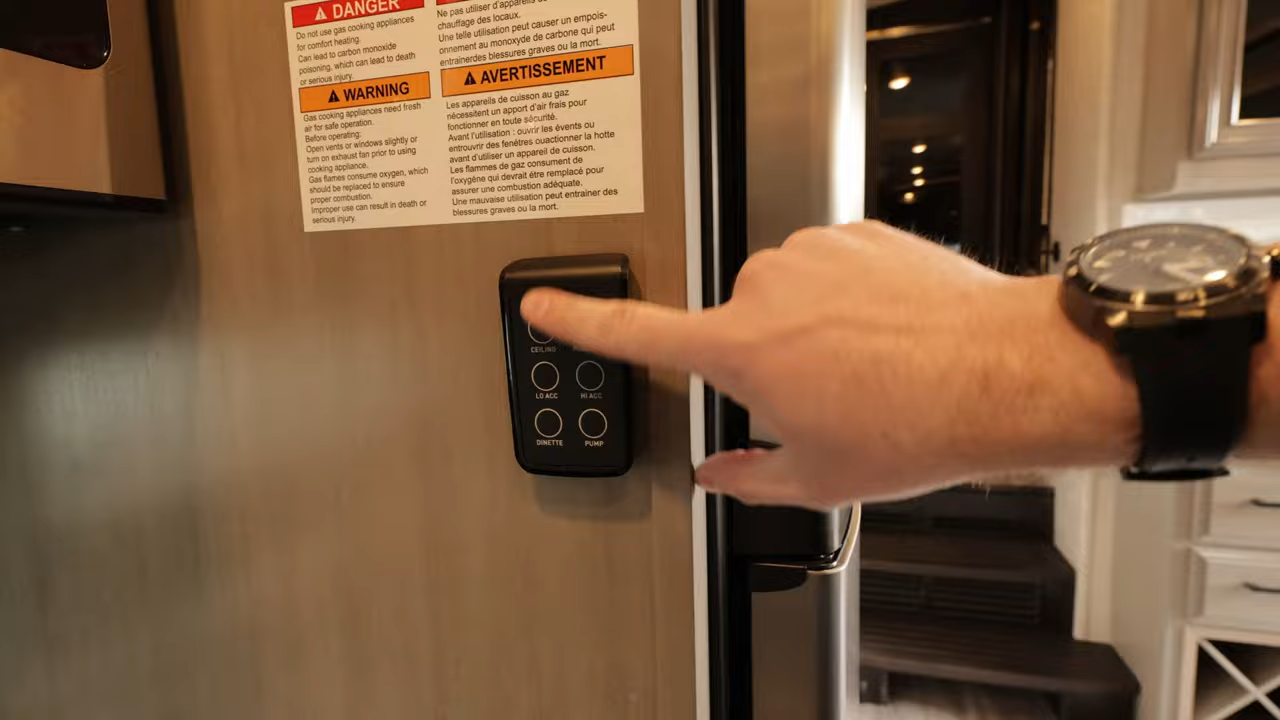 DANGER
Do not use gas cooking appliances
for comfort heating.
Can lead to carbon monoxide
poisoning, which can lead to death
or serious injury.
WARNING
Gas cooking appliances need fresh
air for safe operation.
Before operating:
Open vents or windows slightly or
turn on exhaust fan prior to using
cooking appliance.
Gas flames consume oxygen, which
should be replaced to ensure
proper combustion.
Improper use can result in death or
serious injury.
Ne pas utiliser d'appareils de
chauffage des locaux.
Une telle utilisation peut causer un empois-
onnement au monoxyde de carbone qui peut
entrainerdes blessures graves ou la mort.
AVERTISSEMENT
Les appareils de cuisson au gaz
nécessitent un apport d'air frais pour
fonctionner en toute sécurité.
Avant l'utilisation : ouvrir les évents ou
entrouvrir des fenêtres ouactionner la hotte
avant d'utiliser un appareil de cuisson.
Les flammes de gaz consument de
l'oxygène qui devrait être remplacé pour
assurer une combustion adéquate.
Une mauvaise utilisation peut entrainer des
blessures graves ou la mort.
CEILING
LO ACC HI ACC
DINETTE PUMP